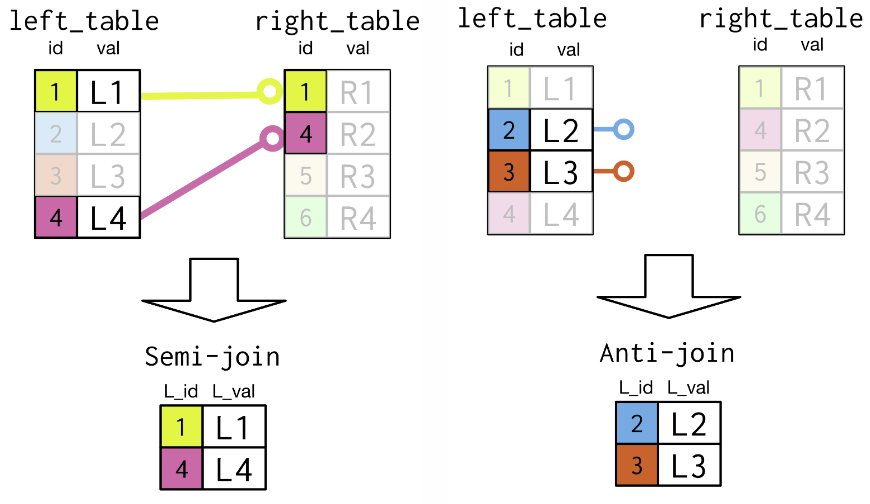 left_table
id val
1 L1
2 L2
3 L3
4 L4
right_table
id val
1 R1
4 R2
5 R3
6 R4
Semi-join
L_id L_val
1 L1
4 L4
left_table
id val
1 L1
2 L2
3 L3
4 L4
right_table
id val
1 R1
4 R2
5 R3
6 R4
Anti-join
L_id L_val
2 L2
3 L3